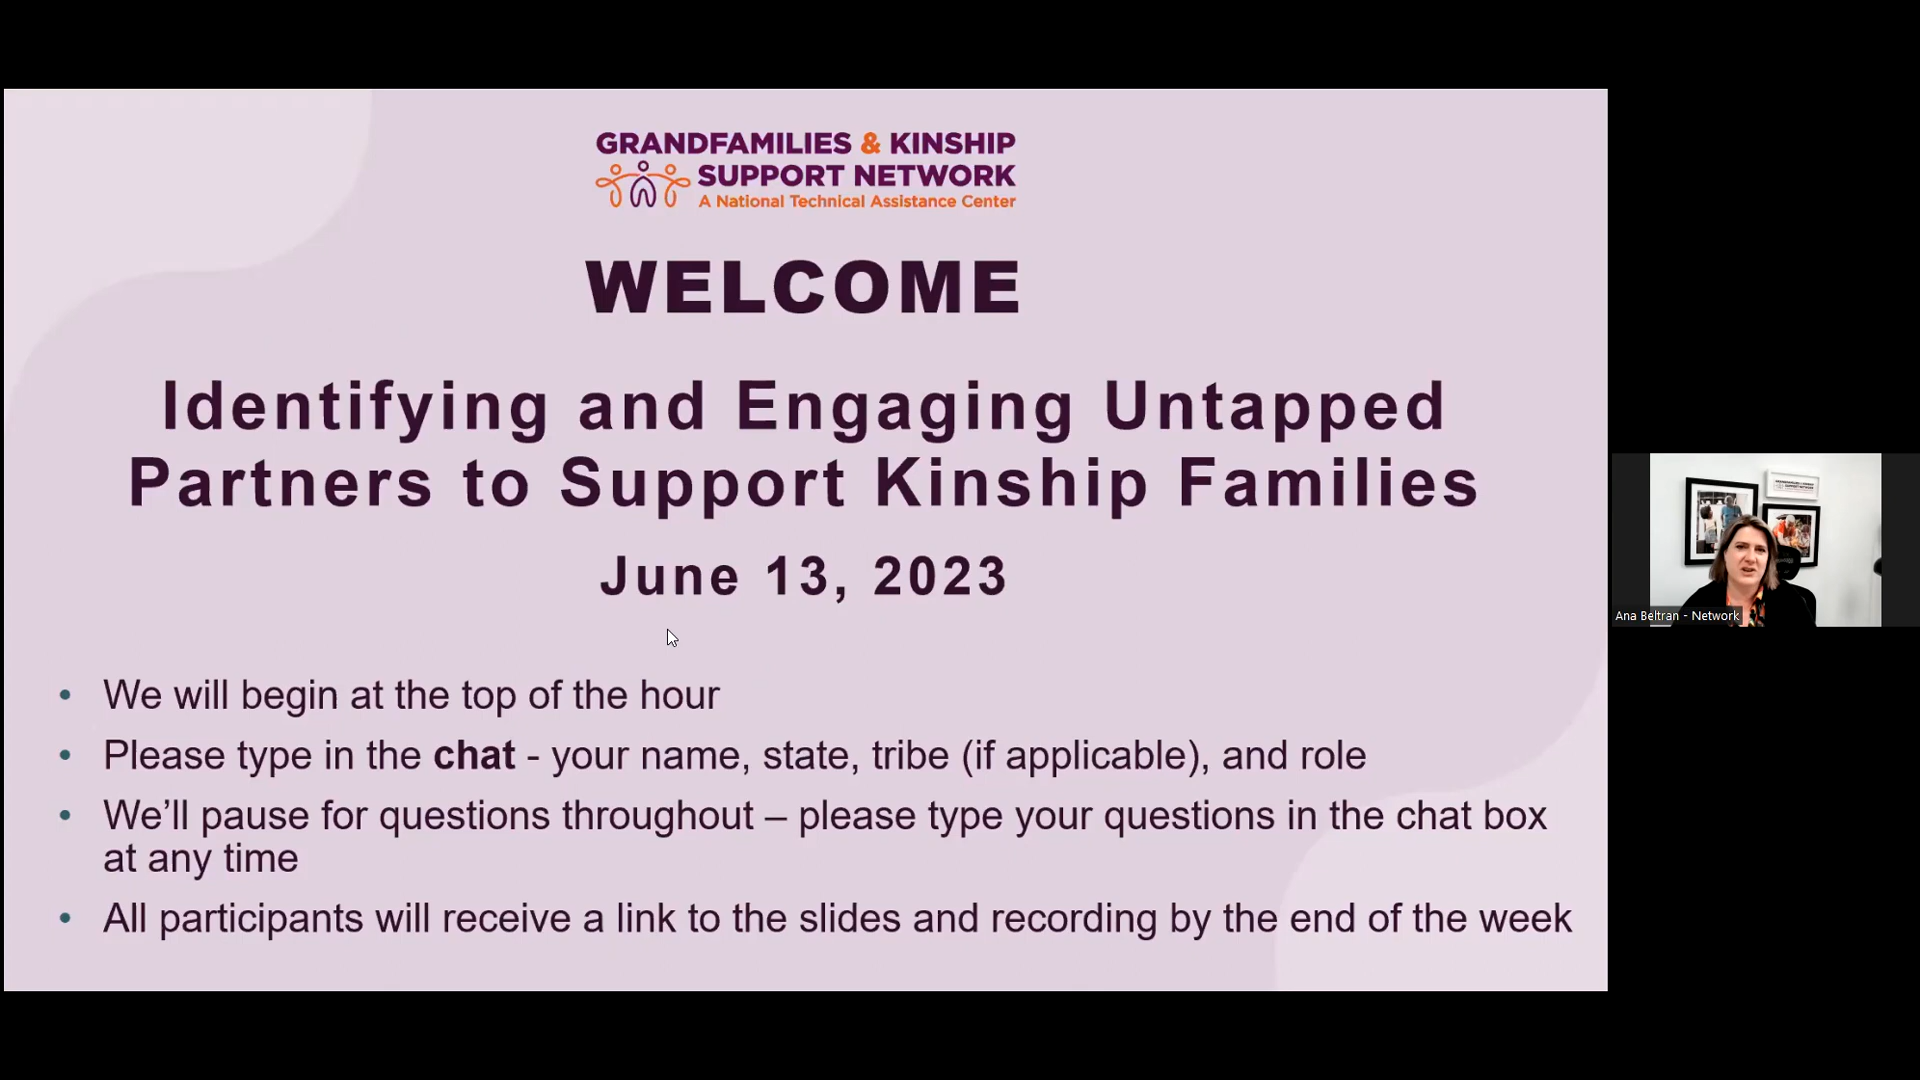 GRANDFAMILIES & KINSHIP
SUPPORT NETWORK
A National Technical Assistance Center
WELCOME
Identifying and Engaging Untapped
Partners to Support Kinship Families
June 13, 2023
• We will begin at the top of the hour
• Please type in the chat - your name, state, tribe (if applicable), and role
• We’ll pause for questions throughout – please type your questions in the chat box
at any time
• All participants will receive a link to the slides and recording by the end of the week
Ana Beltran - Network